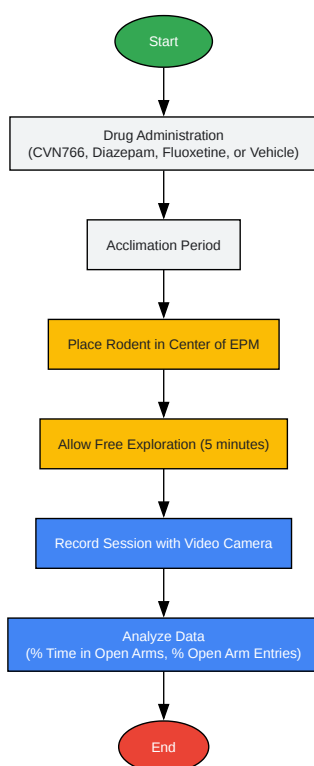 Start
Drug Administration
(CVN766, Diazepam, Fluoxetine, or Vehicle)
Acclimation Period
Place Rodent in Center of EPM
Allow Free Exploration (5 minutes)
Record Session with Video Camera
Analyze Data
(% Time in Open Arms, % Open Arm Entries)
End